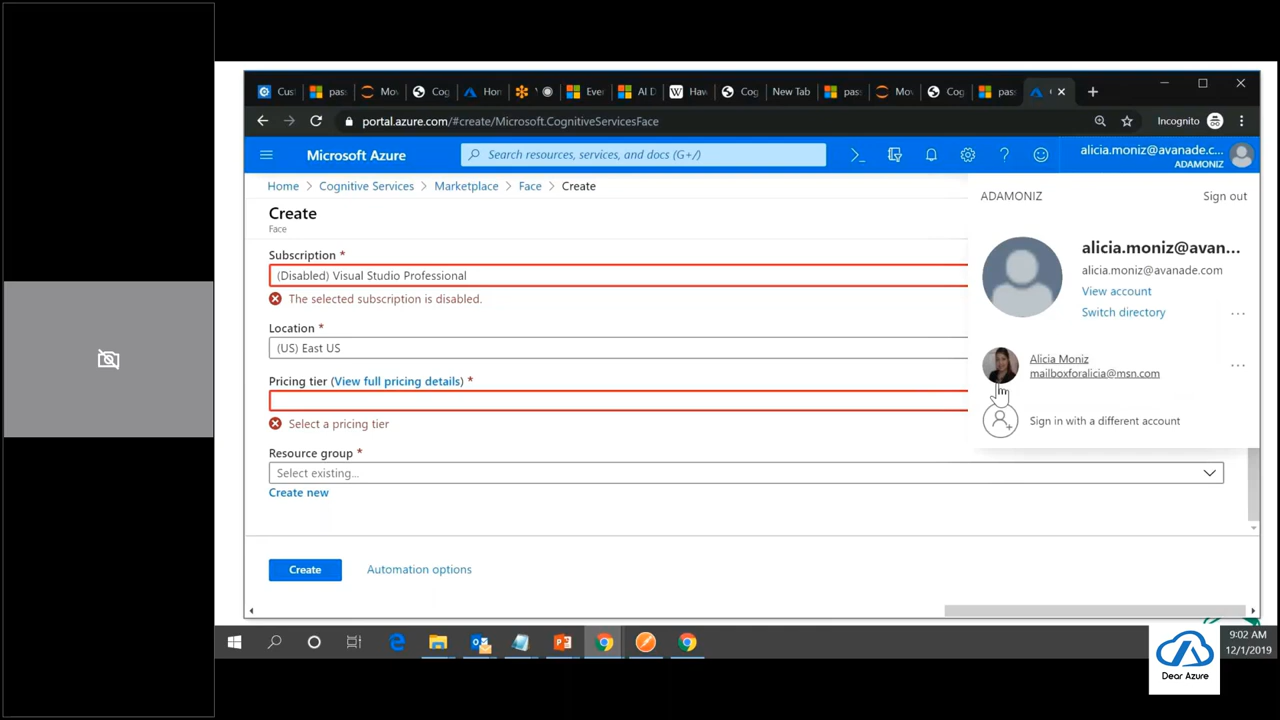 Cust
pass
Mov
Cog
Hom
Ever
AI D
Haw
Cog
New Tab
pass
Mov
Cog
pass
portal.azure.com/#create/Microsoft.CognitiveServicesFace
Incognito
Microsoft Azure
Search resources, services, and docs (G+/)
alicia.moniz@avanade.c...
ADAMONIZ
Home > Cognitive Services > Marketplace > Face > Create
ADAMONIZ
Sign out
Create
Face
alicia.moniz@avan...
alicia.moniz@avanade.com
View account
Switch directory
Subscription *
(Disabled) Visual Studio Professional
The selected subscription is disabled.
Location *
(US) East US
Alicia Moniz
mailboxforalicia@msn.com
Pricing tier (View full pricing details) *
Select a pricing tier
Sign in with a different account
Resource group *
Select existing...
Create new
Create
Automation options
9:02 AM
12/1/2019
Dear Azure